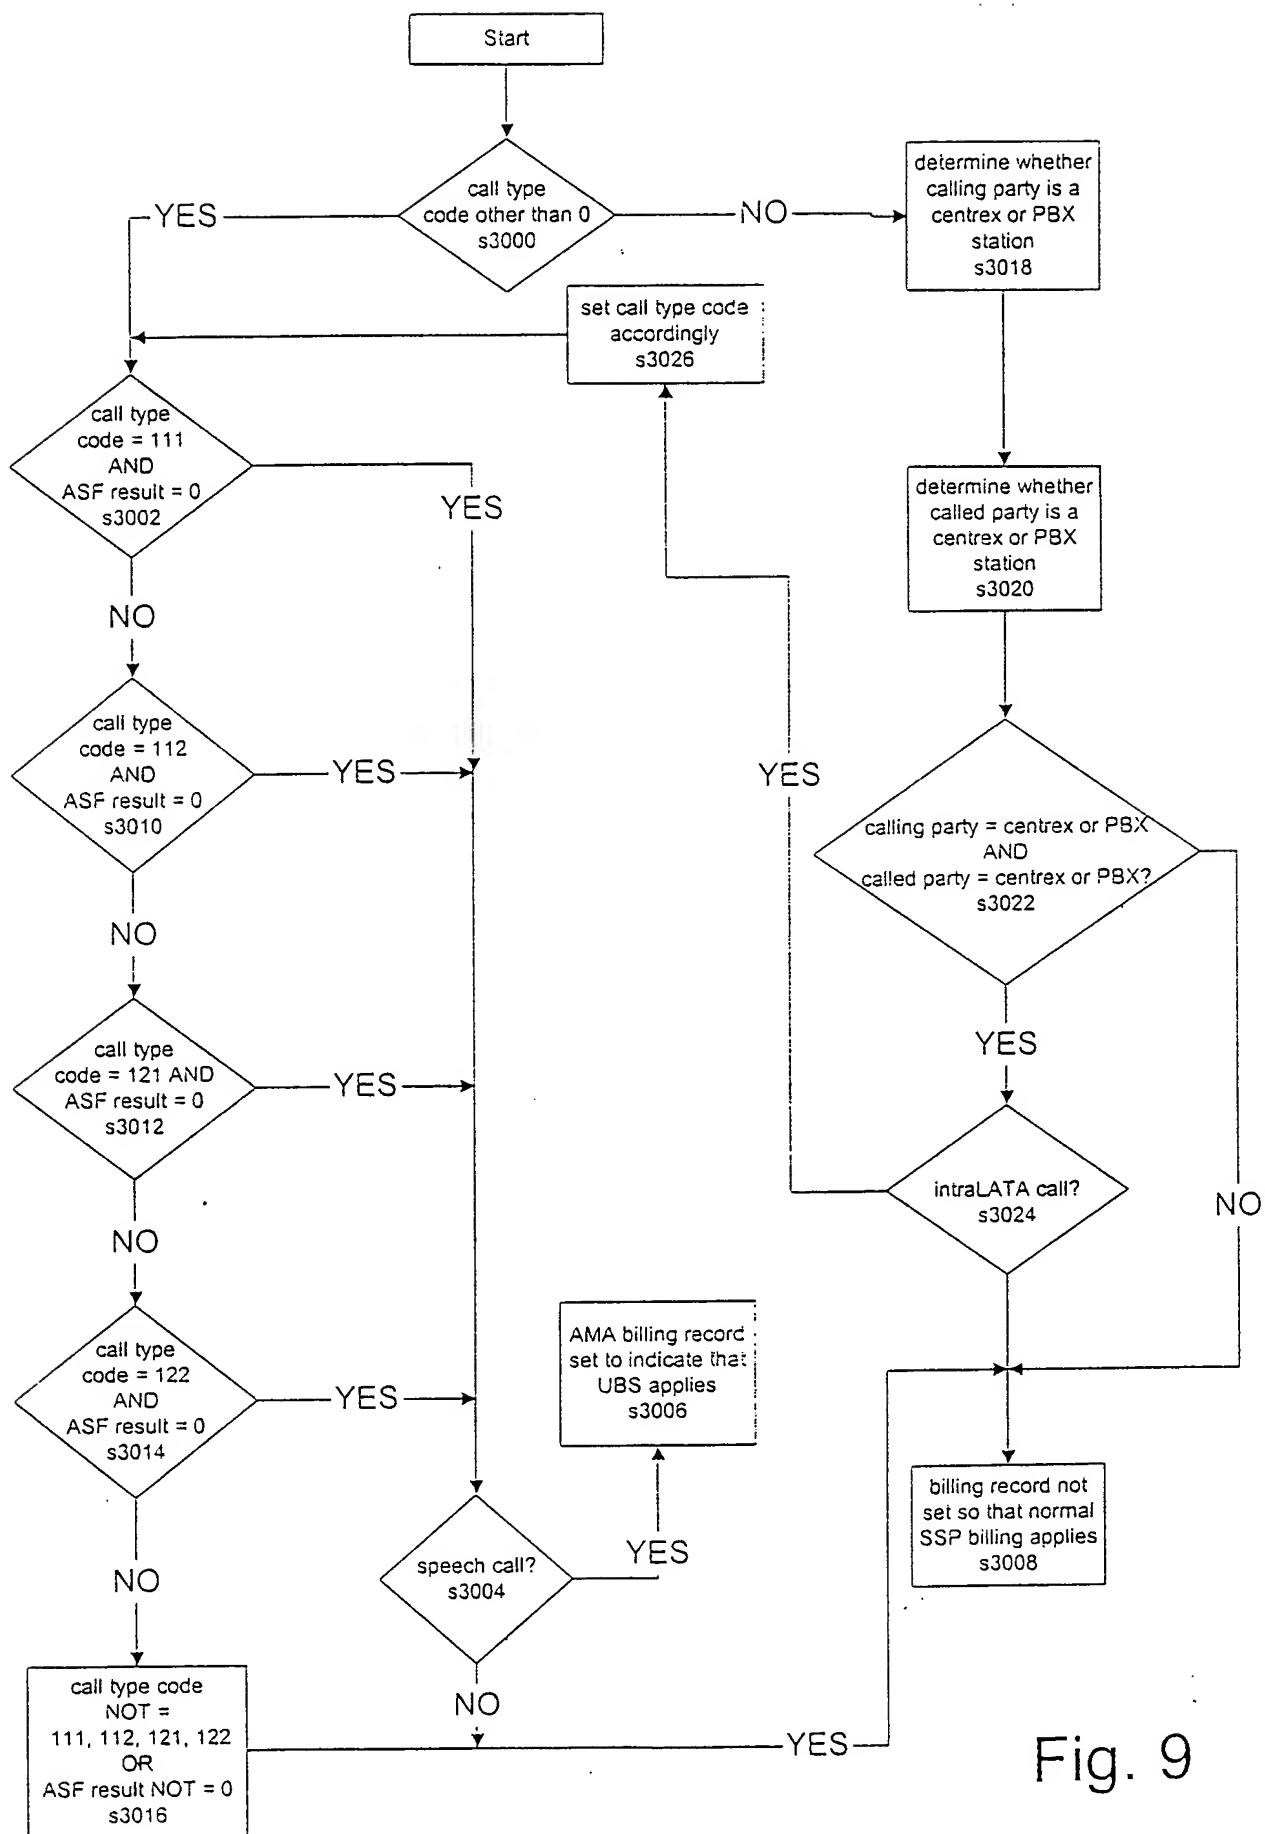 Start
call type
code other than 0
s3000
YES
NO
determine whether
calling party is a
centrex or PBX
station
s3018
set call type code
accordingly
s3026
call type
code = 111
AND
ASF result = 0
s3002
YES
NO
determine whether
called party is a
centrex or PBX
station
s3020
call type
code = 112
AND
ASF result = 0
s3010
YES
NO
YES
calling party = centrex or PBX
AND
called party = centrex or PBX?
s3022
YES
NO
call type
code = 121 AND
ASF result = 0
s3012
YES
NO
intraLATA call?
s3024
call type
code = 122
AND
ASF result = 0
s3014
YES
NO
AMA billing record
set to indicate that
UBS applies
s3006
billing record not
set so that normal
SSP billing applies
s3008
speech call?
s3004
YES
NO
call type code
NOT =
111, 112, 121, 122
OR
ASF result NOT = 0
s3016
YES
Fig. 9